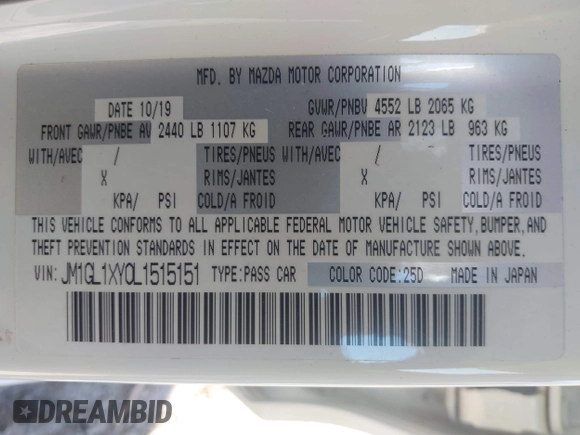 MFD. BY MAZDA MOTOR CORPORATION
DATE 10/19 GVWR/PNBV 4552 LB 2065 KG
FRONT GAWR/PNBE AV 2440 LB 1107 KG REAR GAWR/PNBE AR 2123 LB 963 KG
WITH/AVEC / TIRES/PNEUS WITH/AVEC / - TIRES/PNEUS
X RIMS/JANTES X RIMS/JANTES
KPA/ PSI COLD/A FROID KPA/ PSI COLD/A FROID
THIS VEHICLE CONFORMS TO ALL APPLICABLE FEDERAL MOTOR VEHICLE SAFETY,BUMPER,AND
THEFT PREVENTION STANDARDS IN EFFECT ON THE DATE OF MANUFACTURE SHOWN ABOVE.
VIN: JM1GL1XY0L1515151 TYPE:PASS CAR COLOR CODE:25D MADE IN JAPAN
DREAMBID